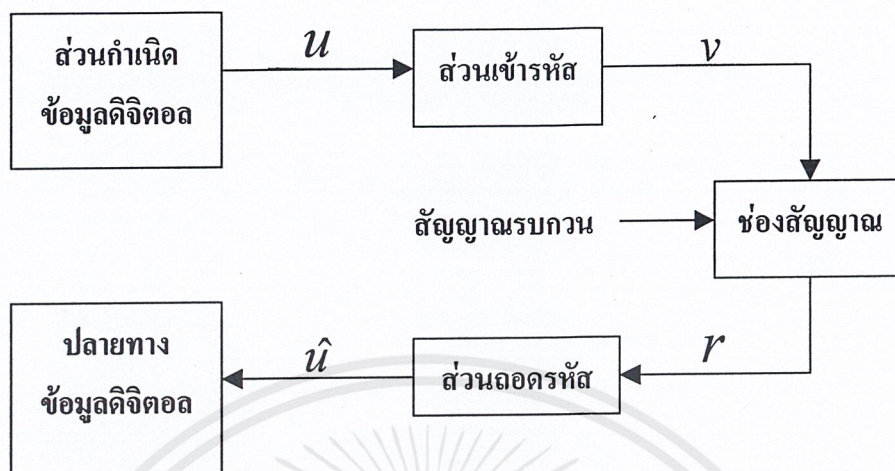 ส่วนกำเนิด
ข้อมูลดิจิตอล
u
ส่วนเข้ารหัส
v
สัญญาณรบกวน
ช่องสัญญาณ
ปลายทาง
ข้อมูลดิจิตอล
û
ส่วนถอดรหัส
r